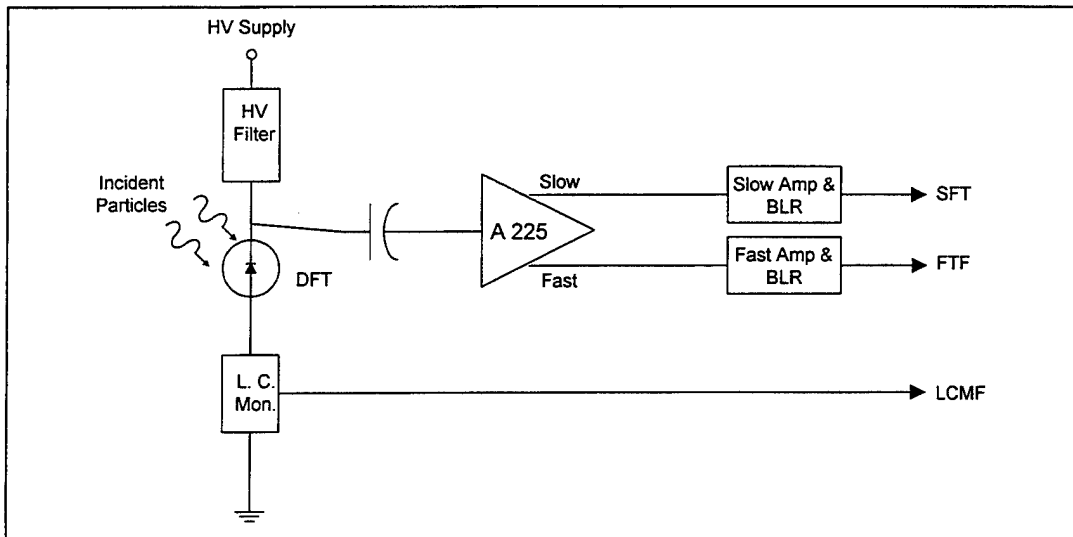 HV Supply
HV
Filter
Incident
Particles
DFT
A 225
Slow
Fast
Slow Amp &
BLR
SFT
Fast Amp &
BLR
FTF
L. C.
Mon.
LCMF